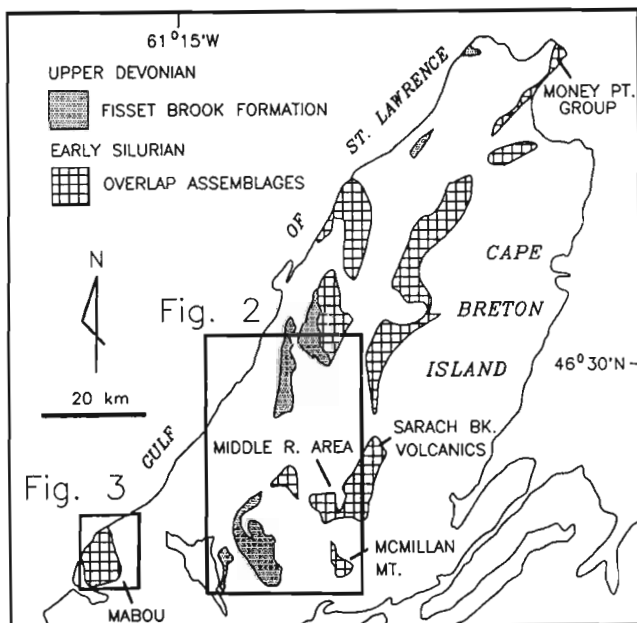 61°15'W
UPPER DEVONIAN
FISSET BROOK FORMATION
EARLY SILURIAN
OVERLAP ASSEMBLAGES
GULF OF ST. LAWRENCE
MONEY PT.
GROUP
N
CAPE
BRETON
ISLAND
Fig. 2
46°30'N
20 km
SARACH BK.
VOLCANICS
MIDDLE R. AREA
Fig. 3
MCMILLAN
MT.
MABOU